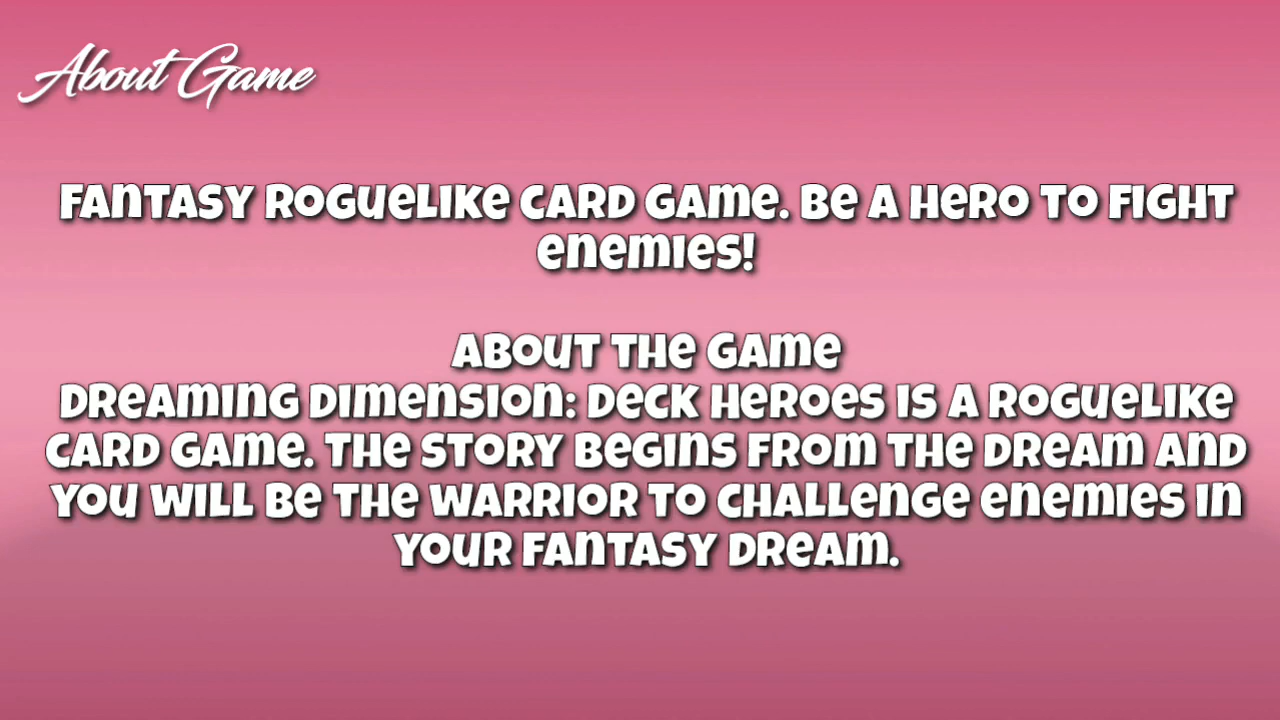 About Game
Fantasy roguelike card game. Be a hero to fight
enemies!
About the Game
Dreaming Dimension: Deck Heroes is a roguelike
card game. The story begins from the dream and
you will be the warrior to challenge enemies in
your fantasy dream.